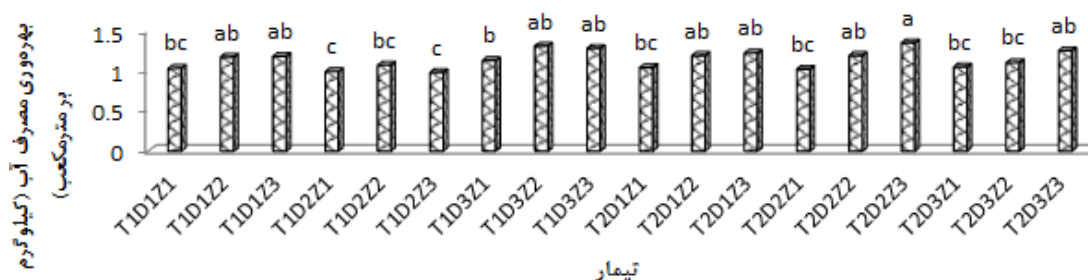 بهره‌وری مصرف آب (کیلوگرم
بر مترمکعب)
1.5
1
0.5
0
bc ab ab c bc c b ab ab bc ab ab bc ab a bc bc ab
T1D1Z1 T1D1Z2 T1D1Z3 T1D2Z1 T1D2Z2 T1D2Z3 T1D3Z1 T1D3Z2 T1D3Z3 T2D1Z1 T2D1Z2 T2D1Z3 T2D2Z1 T2D2Z2 T2D2Z3 T2D3Z1 T2D3Z2 T2D3Z3
تیمار